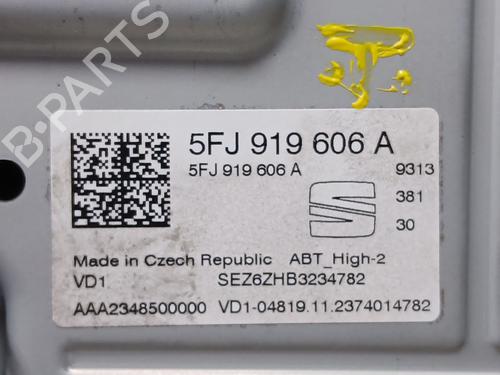 B-PARTS
5FJ 919 606 A
5FJ 919 606 A 9313
381
30
Made in Czech Republic ABT_High-2
VD1 SEZ6ZHB3234782
AAA2348500000 VD1-04819.11.2374014782